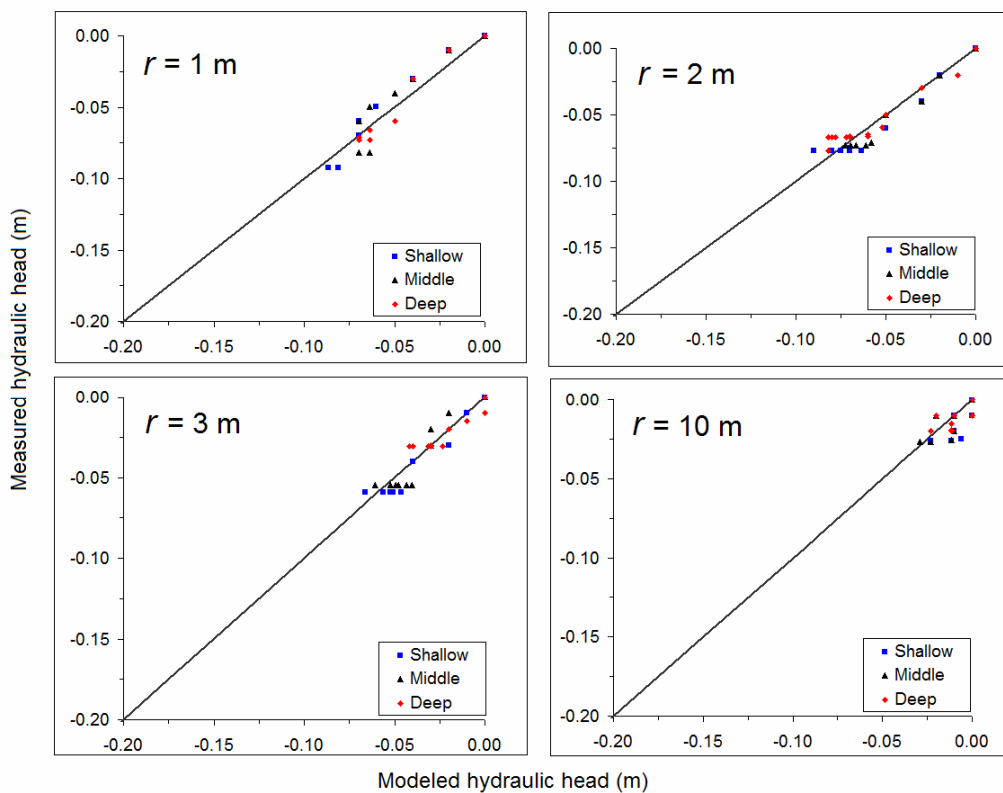 0.00
-0.05
-0.10
-0.15
-0.20
r = 1 m
Shallow
Middle
Deep
-0.20 -0.15 -0.10 -0.05 0.00
0.00
-0.05
-0.10
-0.15
-0.20
r = 2 m
Shallow
Middle
Deep
-0.20 -0.15 -0.10 -0.05 0.00
Measured hydraulic head (m)
0.00
-0.05
-0.10
-0.15
-0.20
r = 3 m
Shallow
Middle
Deep
-0.20 -0.15 -0.10 -0.05 0.00
0.00
-0.05
-0.10
-0.15
-0.20
r = 10 m
Shallow
Middle
Deep
-0.20 -0.15 -0.10 -0.05 0.00
Modeled hydraulic head (m)